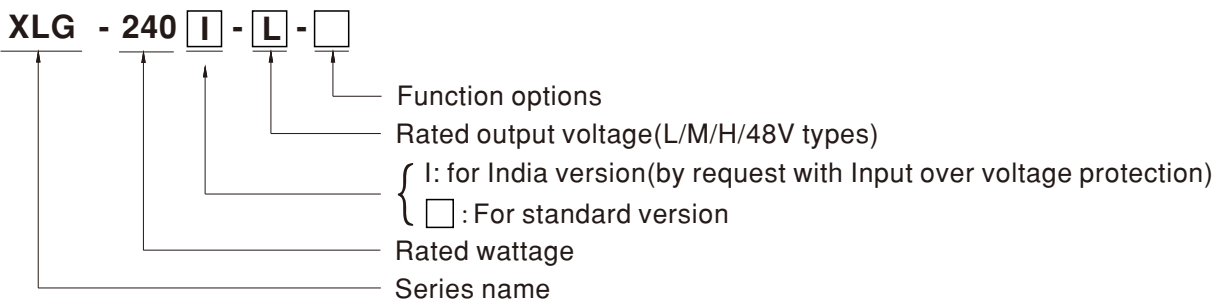 XLG - 240 I - L -
Function options
Rated output voltage(L/M/H/48V types)
I: for India version(by request with Input over voltage protection)
: For standard version
Rated wattage
Series name